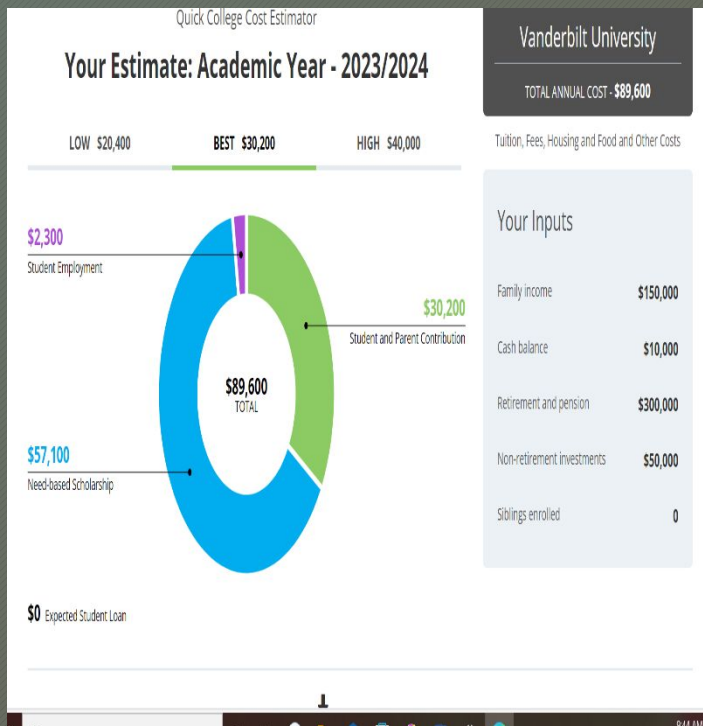 Quick College Cost Estimator
Your Estimate: Academic Year - 2023/2024
LOW $20,400
BEST $30,200
HIGH $40,000
$2,300
Student Employment
$30,200
Student and Parent Contribution
$89,600
TOTAL
$57,100
Need-based Scholarship
$0 Expected Student Loan
Vanderbilt University
TOTAL ANNUAL COST - $89,600
Tuition, Fees, Housing and Food and Other Costs
Your Inputs
Family income $150,000
Cash balance $10,000
Retirement and pension $300,000
Non-retirement investments $50,000
Siblings enrolled 0